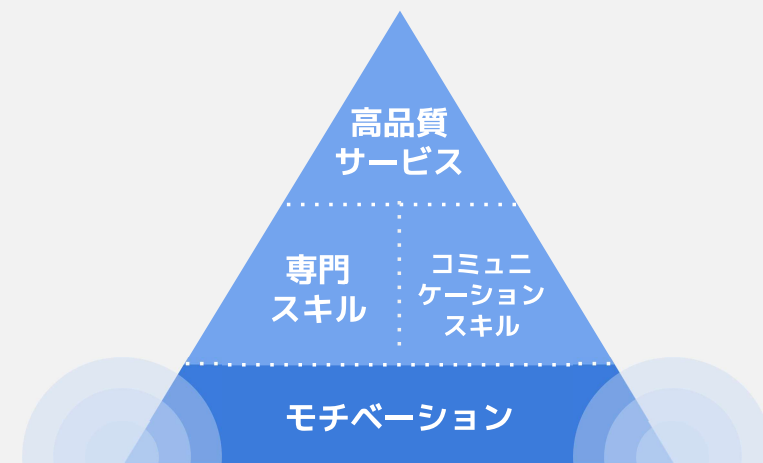 高品質
サービス
専門
スキル
コミュニ
ケーション
スキル
モチベーション